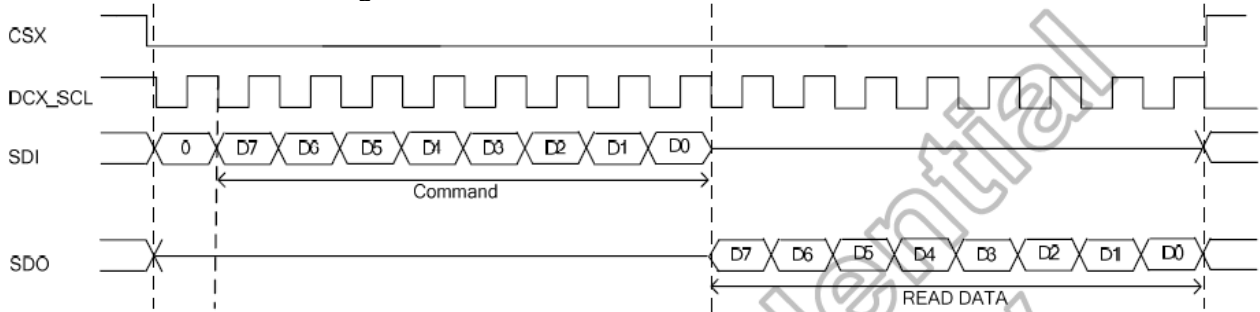 CSX
DCX_SCL
SDI
0 D7 D6 D5 D4 D3 D2 D1 D0
Command
SDO
D7 D6 D5 D4 D3 D2 D1 D0
READ DATA